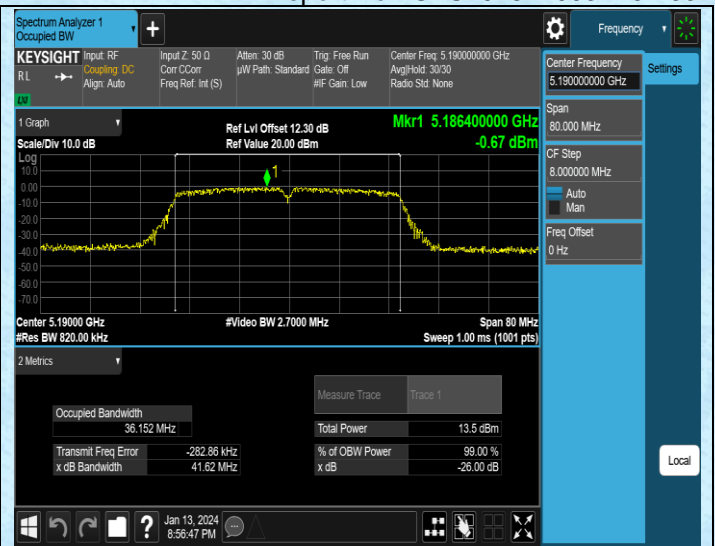 Spectrum Analyzer 1
Occupied BW
+
Frequency
KEYSIGHT
RL
Input: RF
Coupling: DC
Align: Auto
Input Z: 50 Ω
Corr CCorr
Freq Ref: Int (S)
Atten: 30 dB
µW Path: Standard
Trig: Free Run
Gate: Off
#IF Gain: Low
Center Freq: 5.190000000 GHz
Avg|Hold: 30/30
Radio Std: None
LXI
1 Graph
Scale/Div 10.0 dB
Ref Lvl Offset 12.30 dB
Ref Value 20.00 dBm
Mkr1 5.186400000 GHz
-0.67 dBm
Log
10.0
0.00
-10.0
-20.0
-30.0
-40.0
-50.0
-60.0
-70.0
1
Center 5.19000 GHz
#Video BW 2.7000 MHz
Span 80 MHz
#Res BW 820.00 kHz
Sweep 1.00 ms (1001 pts)
2 Metrics
Measure Trace
Trace 1
Occupied Bandwidth
36.152 MHz
Total Power
13.5 dBm
Transmit Freq Error
-282.86 kHz
% of OBW Power
99.00 %
x dB Bandwidth
41.62 MHz
x dB
-26.00 dB
Center Frequency
5.190000000 GHz
Settings
Span
80.000 MHz
CF Step
8.000000 MHz
Auto
Man
Freq Offset
0 Hz
Local
?
Jan 13, 2024
8:56:47 PM